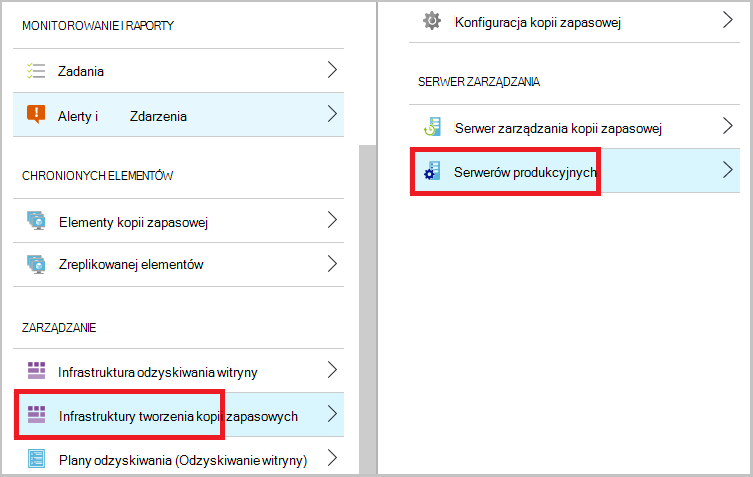 MONITOROWANIE I RAPORTY
Zadania
Alerty i Zdarzenia
CHRONIONYCH ELEMENTÓW
Elementy kopii zapasowej
Zreplikowanej elementów
ZARZĄDZANIE
Infrastruktura odzyskiwania witryny
Infrastruktury tworzenia kopii zapasowych
Plany odzyskiwania (Odzyskiwanie witryny)
Konfiguracja kopii zapasowej
SERWER ZARZĄDZANIA
Serwer zarządzania kopii zapasowej
Serwerów produkcyjnych